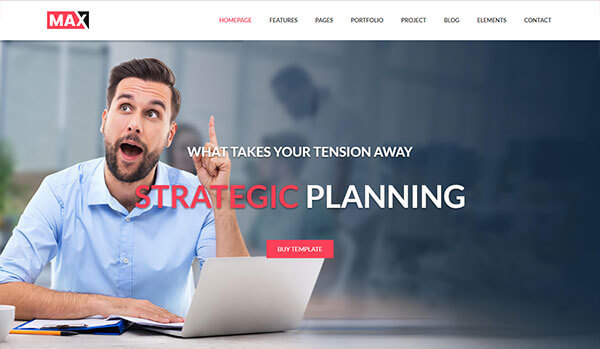 MAX
HOMEPAGE FEATURES PAGES PORTFOLIO PROJECT BLOG ELEMENTS CONTACT
WHAT TAKES YOUR TENSION AWAY
STRATEGIC PLANNING
BUY TEMPLATE